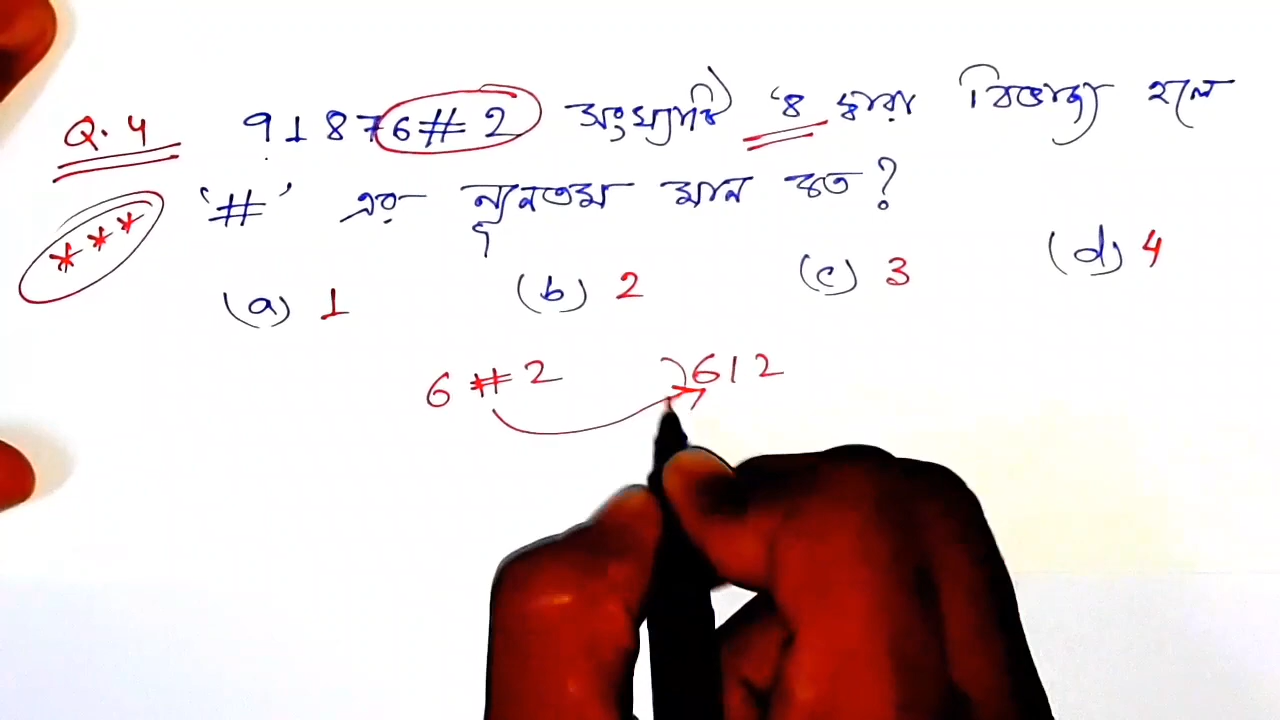 Q.4 91876#2 সংখ্যাটি '8 দ্বারা বিভাজ্য হলে
*** '#' এর ন্যূনতম মান কত?
(a) 1 (b) 2 (c) 3 (d) 4
6#2 )612